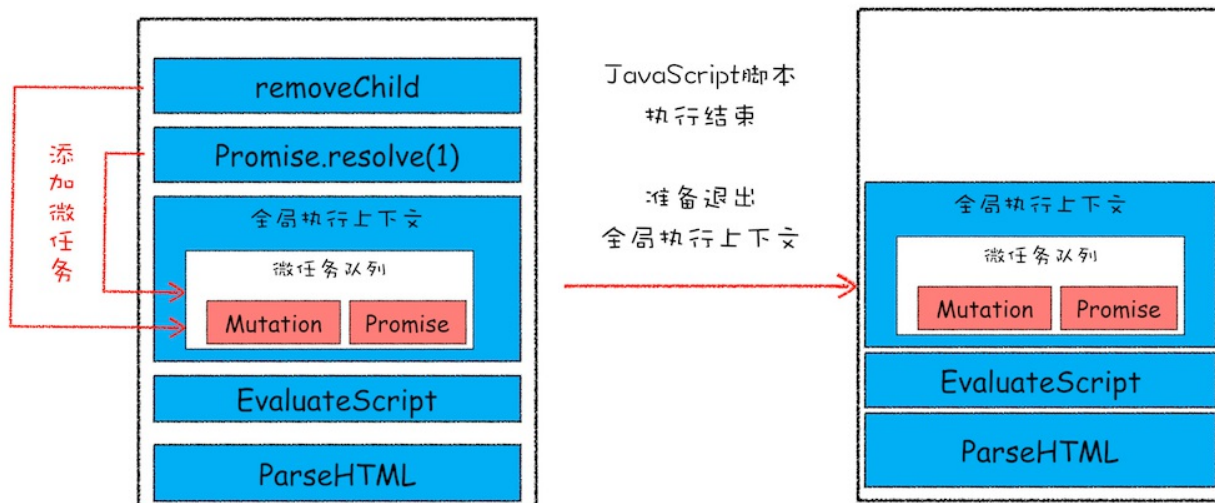 removeChild
Promise.resolve(1)
添加微任务
全局执行上下文
微任务队列
Mutation
Promise
EvaluateScript
ParseHTML
JavaScript脚本
执行结束
准备退出
全局执行上下文
全局执行上下文
微任务队列
Mutation
Promise
EvaluateScript
ParseHTML